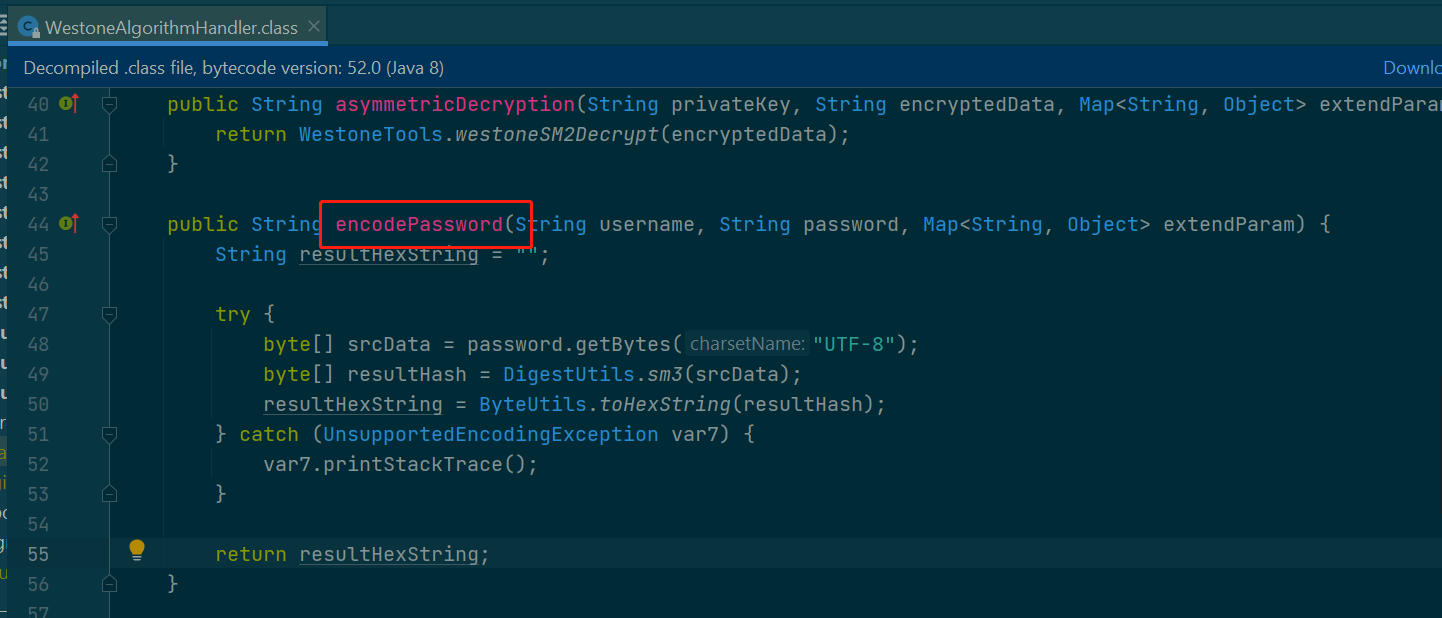 WestoneAlgorithmHandler.class
Decompiled .class file, bytecode version: 52.0 (Java 8) Downlo
40 public String asymmetricDecryption(String privateKey, String encryptedData, Map<String, Object> extendParam
41 return WestoneTools.westoneSM2Decrypt(encryptedData);
42 }
43
44 public String encodePassword(String username, String password, Map<String, Object> extendParam) {
45 String resultHexString = "";
46
47 try {
48 byte[] srcData = password.getBytes( charsetName: "UTF-8");
49 byte[] resultHash = DigestUtils.sm3(srcData);
50 resultHexString = ByteUtils.toHexString(resultHash);
51 } catch (UnsupportedEncodingException var7) {
52 var7.printStackTrace();
53 }
54
55 return resultHexString;
56 }
57